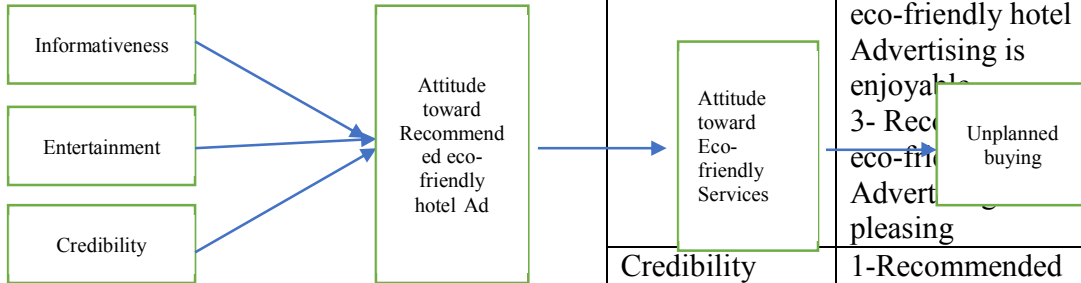 Informativeness
Entertainment
Credibility
Attitude
toward
Recommend
ed eco-
friendly
hotel Ad
Attitude
toward
Eco-
friendly
Services
Unplanned
buying
eco-friendly hotel
Advertising is
enjoyable
3-
pleasing
Credibility
1-Recommended